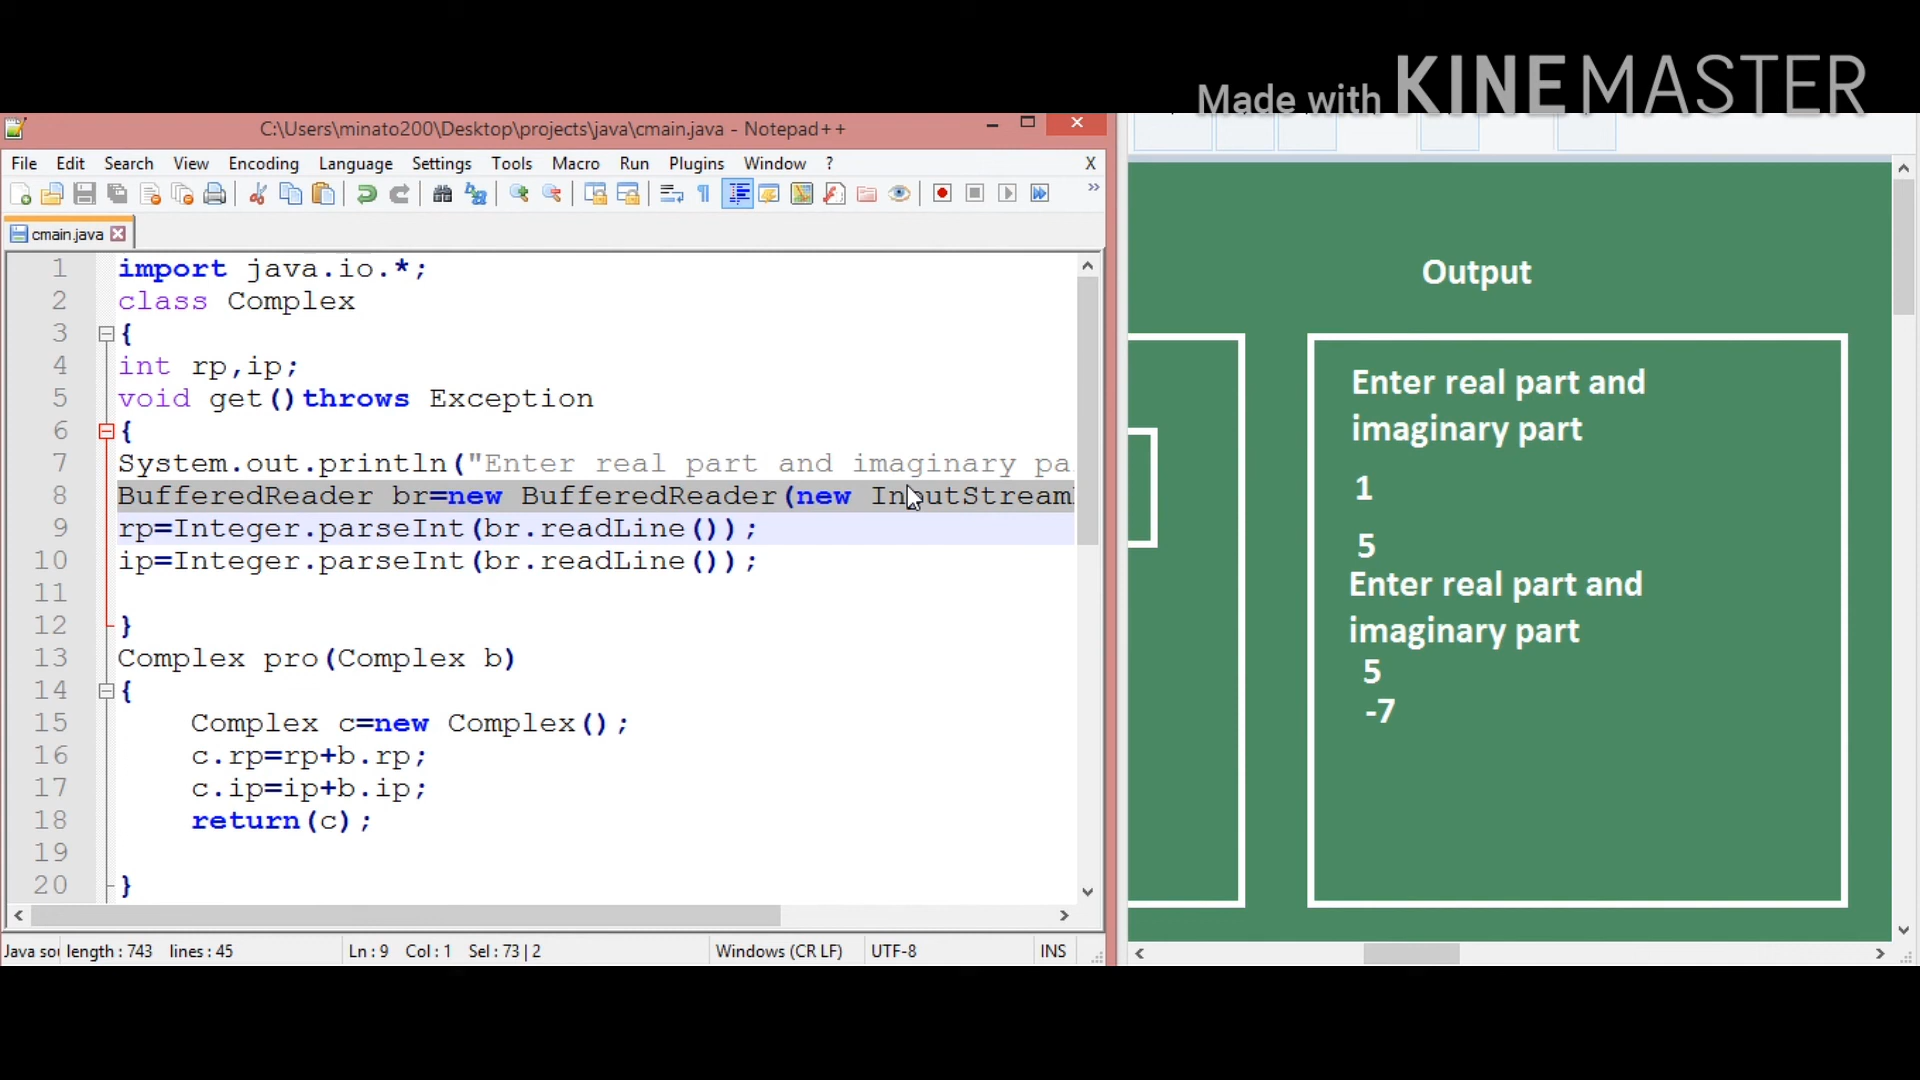 Made with KINEMASTER
C:\Users\minato200\Desktop\projects\java\cmain.java - Notepad++
File Edit Search View Encoding Language Settings Tools Macro Run Plugins Window ? X
cmain.java
1 import java.io.*;
2 class Complex
3 {
4 int rp,ip;
5 void get()throws Exception
6 {
7 System.out.println("Enter real part and imaginary pa
8 BufferedReader br=new BufferedReader(new InputStream
9 rp=Integer.parseInt(br.readLine());
10 ip=Integer.parseInt(br.readLine());
11
12 }
13 Complex pro(Complex b)
14 {
15 Complex c=new Complex();
16 c.rp=rp+b.rp;
17 c.ip=ip+b.ip;
18 return(c);
19
20 }
Java so length : 743 lines : 45 Ln : 9 Col : 1 Sel : 73 | 2 Windows (CR LF) UTF-8 INS
Output
Enter real part and
imaginary part
1
5
Enter real part and
imaginary part
5
-7